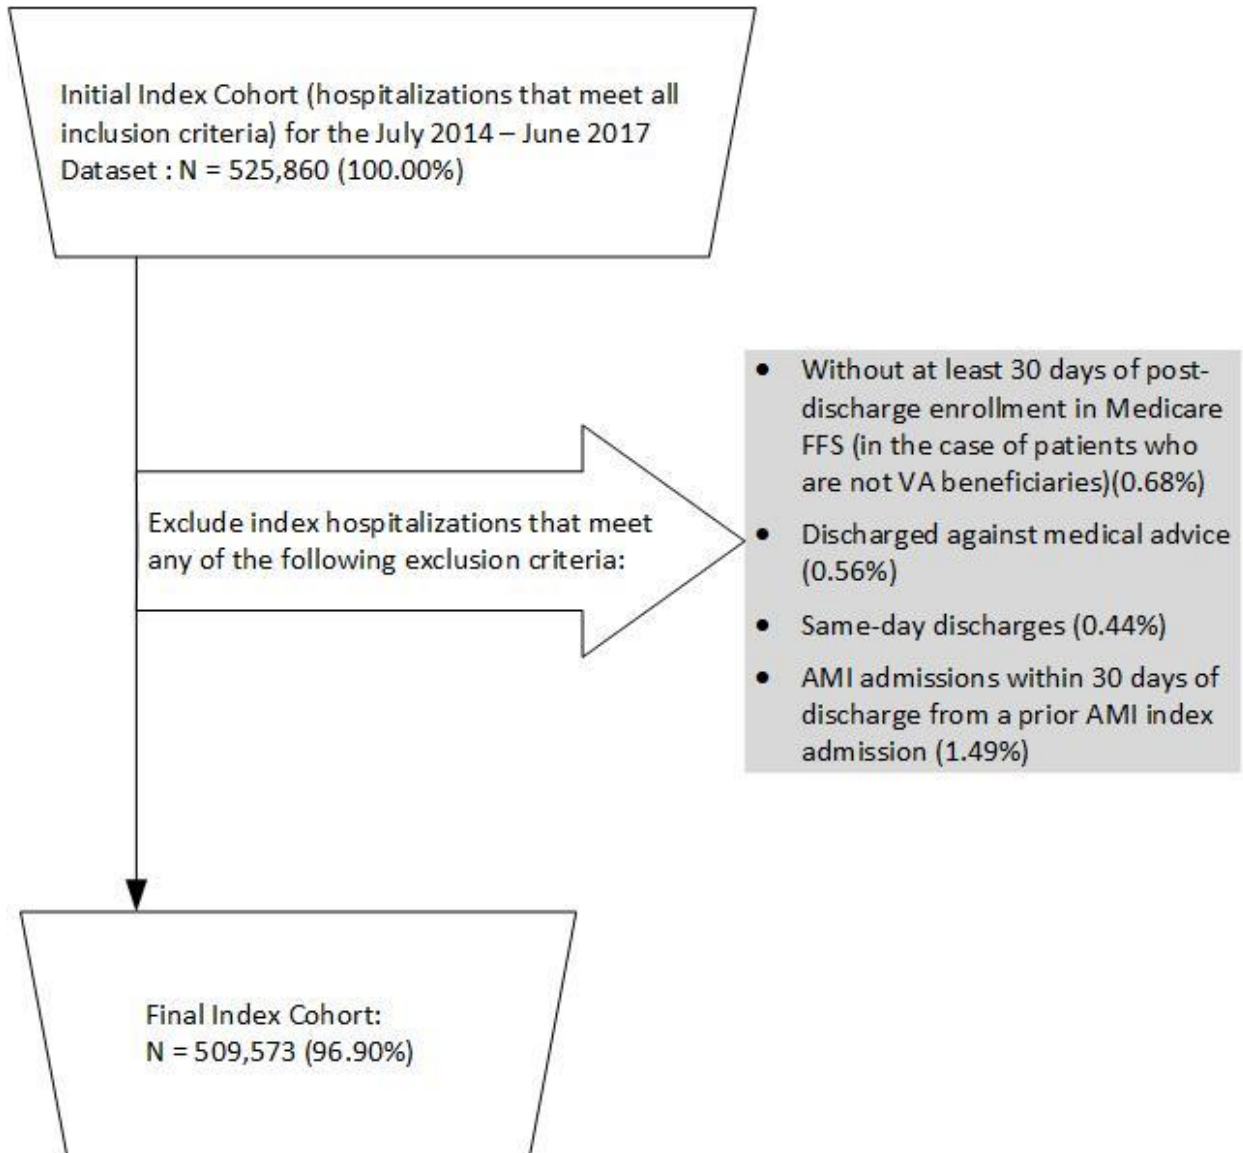 Initial Index Cohort (hospitalizations that meet all
inclusion criteria) for the July 2014 – June 2017
Dataset : N = 525,860 (100.00%)
Exclude index hospitalizations that meet
any of the following exclusion criteria:
• Without at least 30 days of post-
discharge enrollment in Medicare
FFS (in the case of patients who
are not VA beneficiaries)(0.68%)
• Discharged against medical advice
(0.56%)
• Same-day discharges (0.44%)
• AMI admissions within 30 days of
discharge from a prior AMI index
admission (1.49%)
Final Index Cohort:
N = 509,573 (96.90%)